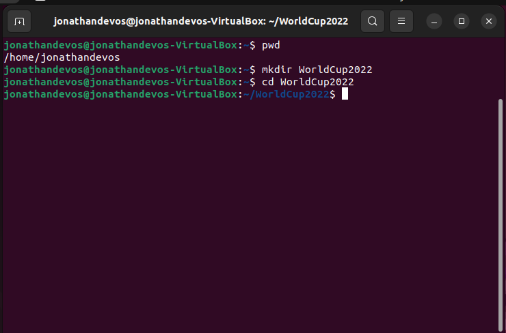 jonathandevos@jonathandevos-VirtualBox: ~/WorldCup2022
jonathandevos@jonathandevos-VirtualBox:~$ pwd
/home/jonathandevos
jonathandevos@jonathandevos-VirtualBox:~$ mkdir WorldCup2022
jonathandevos@jonathandevos-VirtualBox:~$ cd WorldCup2022
jonathandevos@jonathandevos-VirtualBox:~/WorldCup2022$